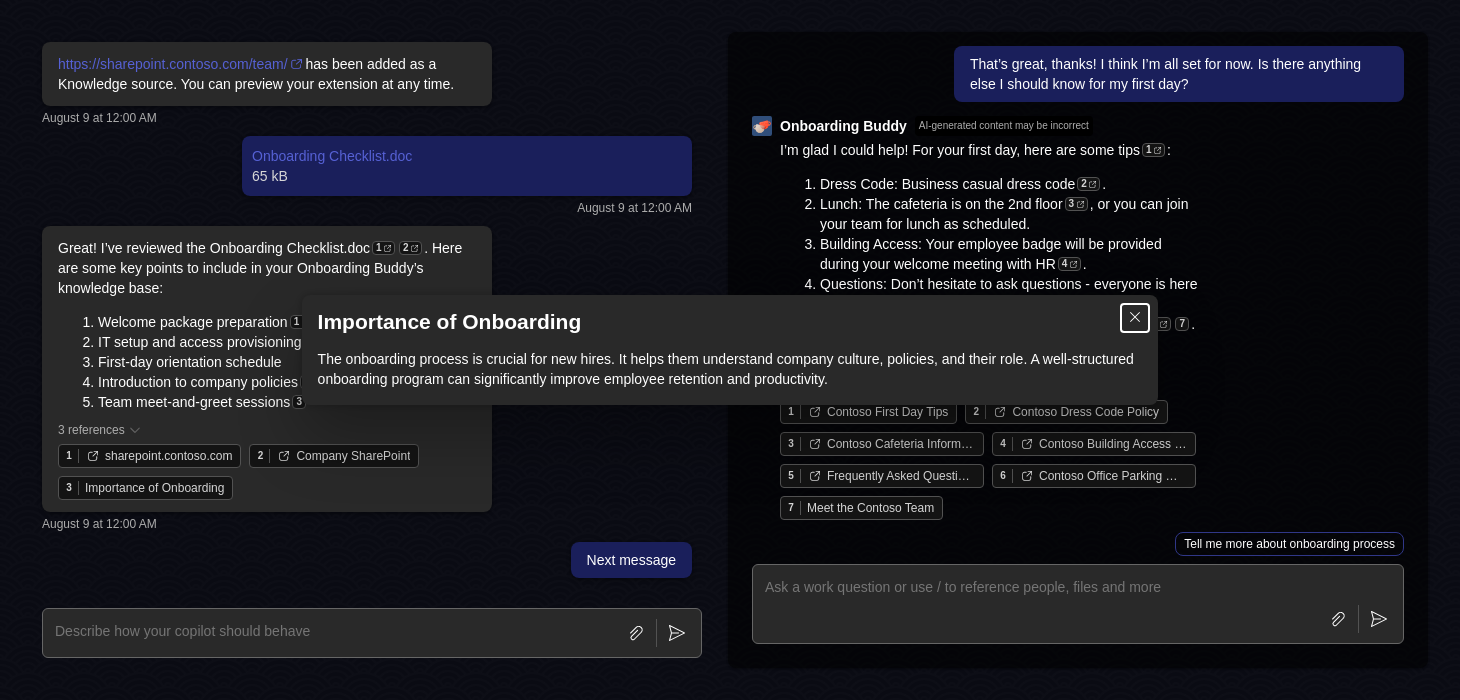 https://sharepoint.contoso.com/team/ has been added as a
Knowledge source. You can preview your extension at any time.
August 9 at 12:00 AM
Onboarding Checklist.doc
65 kB
August 9 at 12:00 AM
Great! I’ve reviewed the Onboarding Checklist.doc 1 2 . Here
are some key points to include in your Onboarding Buddy’s
knowledge base:
1. Welcome package preparation 1
2. IT setup and access provisioning
3. First-day orientation schedule
4. Introduction to company policies
5. Team meet-and-greet sessions 3
3 references
1 sharepoint.contoso.com
2 Company SharePoint
3 Importance of Onboarding
August 9 at 12:00 AM
Next message
Describe how your copilot should behave
Importance of Onboarding
The onboarding process is crucial for new hires. It helps them understand company culture, policies, and their role. A well-structured
onboarding program can significantly improve employee retention and productivity.
That’s great, thanks! I think I’m all set for now. Is there anything
else I should know for my first day?
Onboarding Buddy AI-generated content may be incorrect
I’m glad I could help! For your first day, here are some tips 1 :
1. Dress Code: Business casual dress code 2 .
2. Lunch: The cafeteria is on the 2nd floor 3 , or you can join
your team for lunch as scheduled.
3. Building Access: Your employee badge will be provided
during your welcome meeting with HR 4 .
4. Questions: Don’t hesitate to ask questions - everyone is here
7 .
1 Contoso First Day Tips
2 Contoso Dress Code Policy
3 Contoso Cafeteria Inform…
4 Contoso Building Access …
5 Frequently Asked Questi…
6 Contoso Office Parking …
7 Meet the Contoso Team
Tell me more about onboarding process
Ask a work question or use / to reference people, files and more